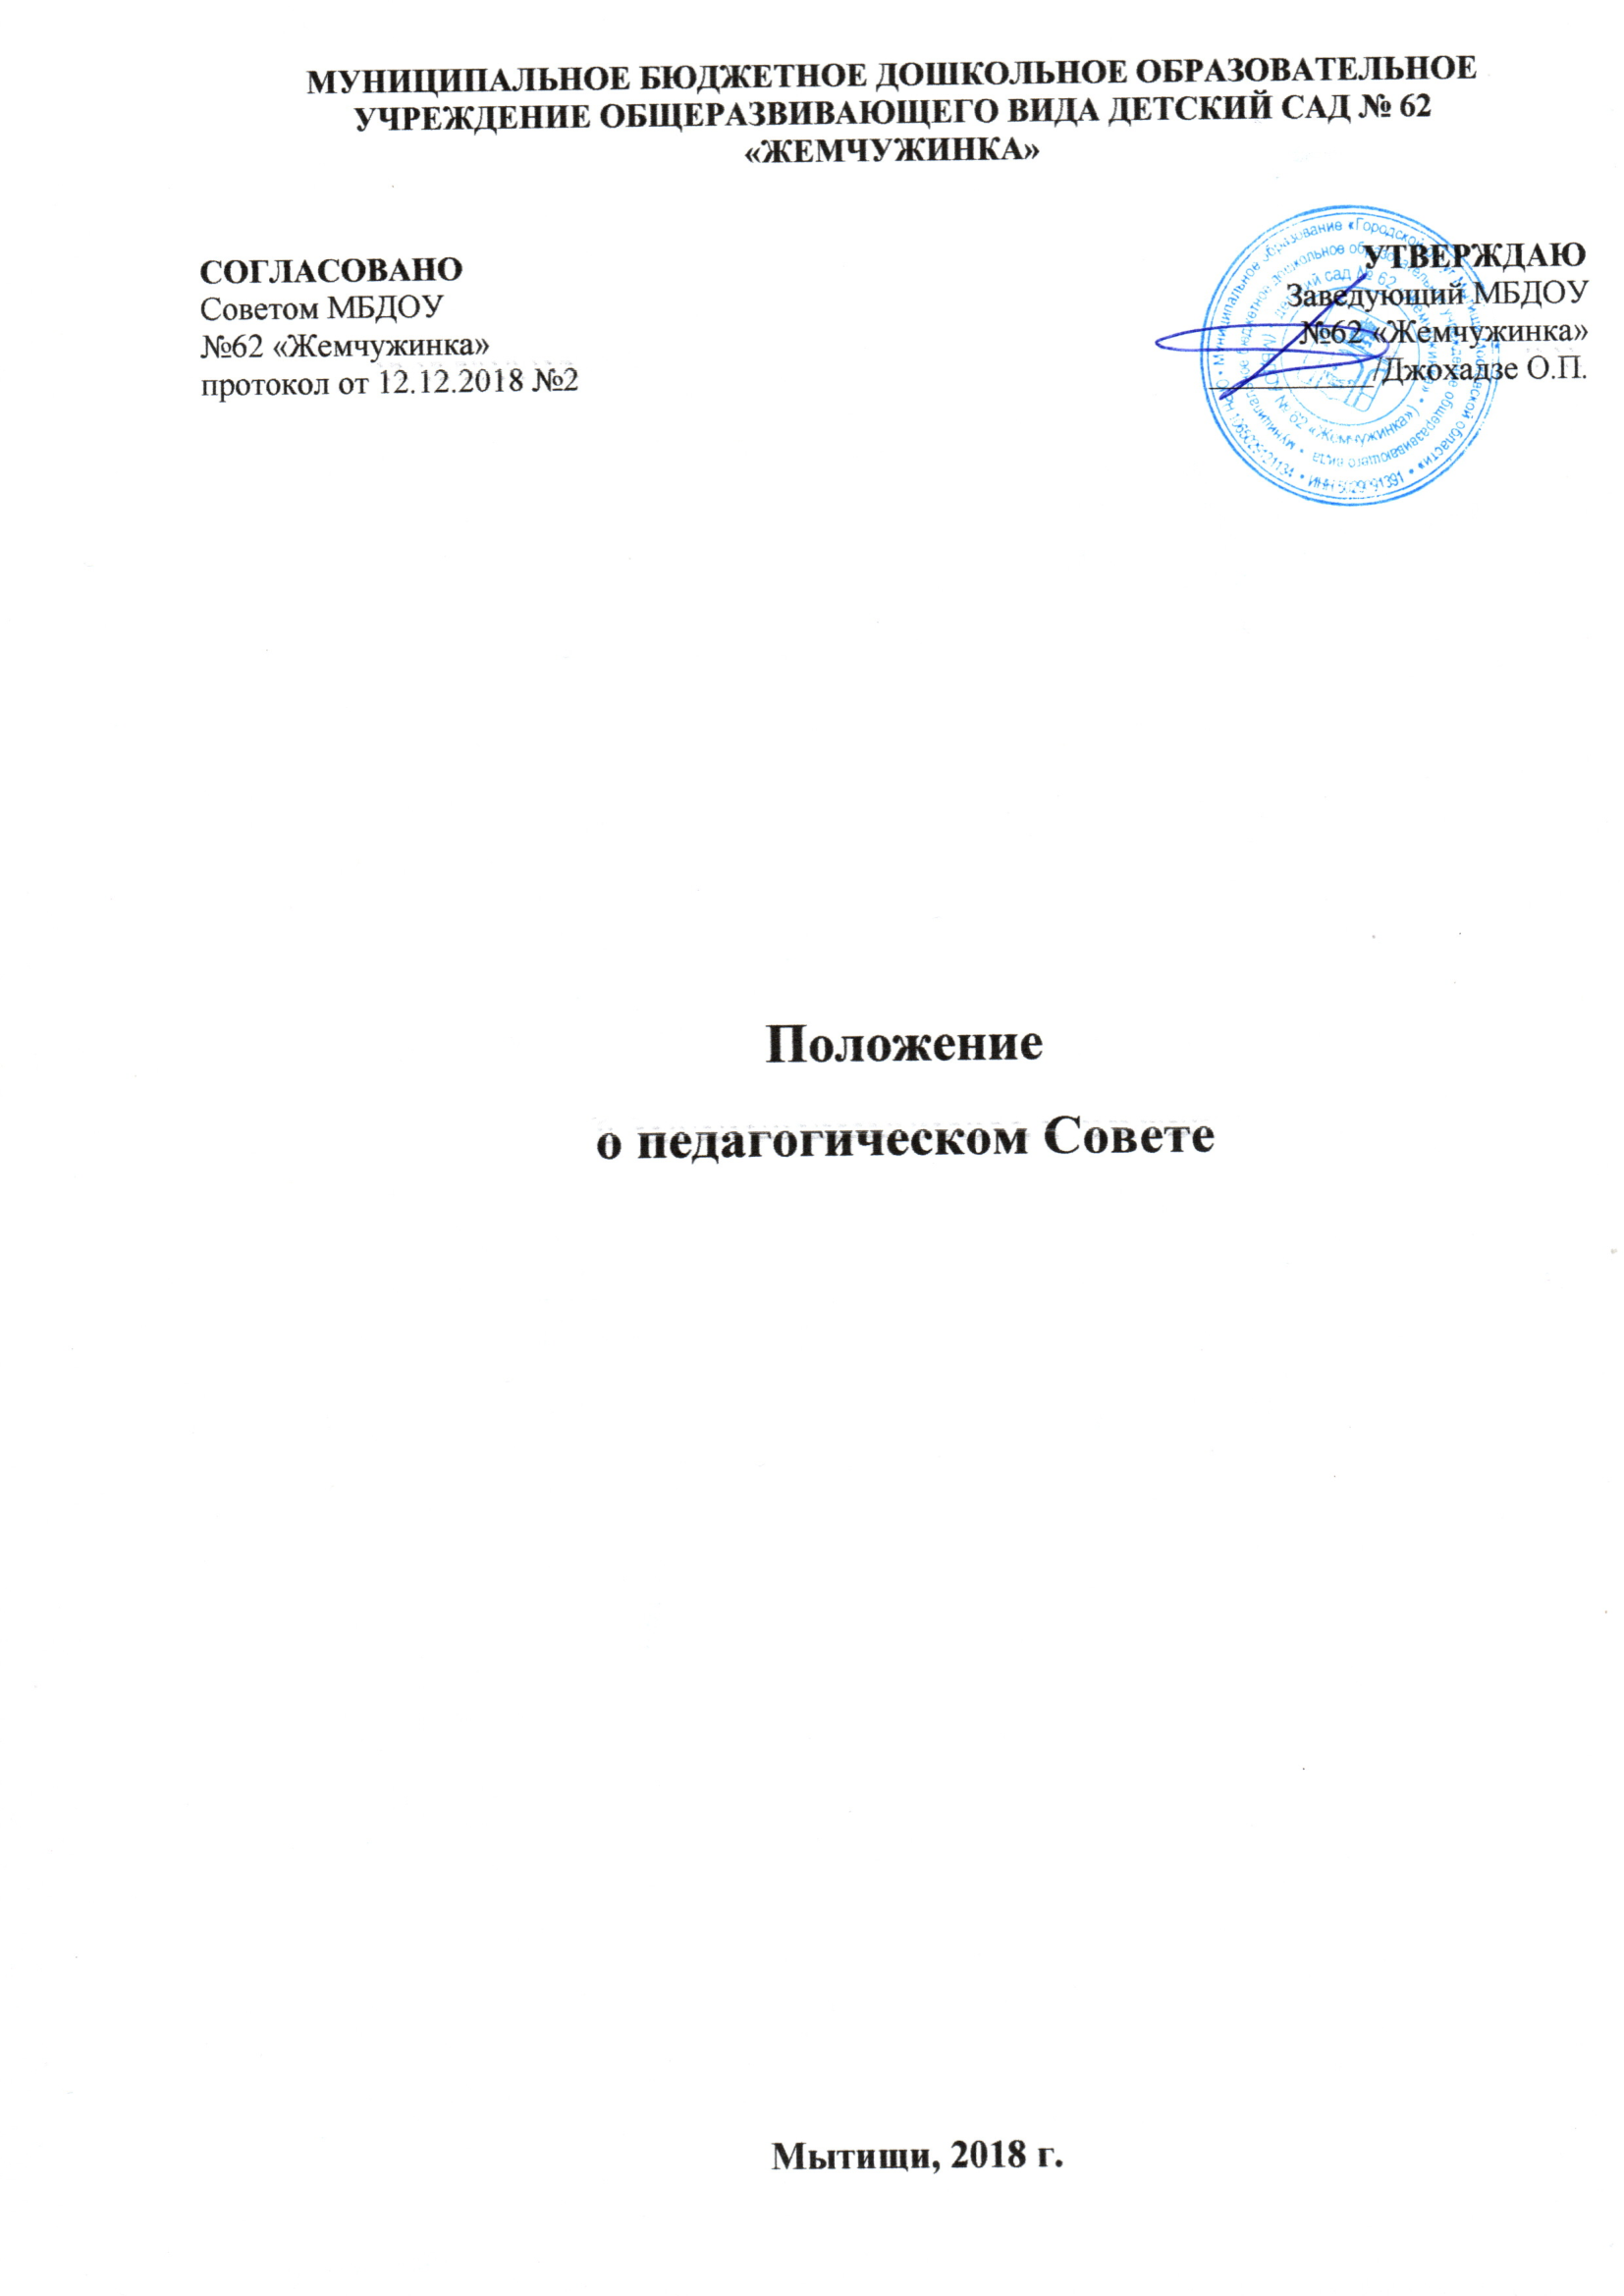 МУНИЦИПАЛЬНОЕ БЮДЖЕТНОЕ ДОШКОЛЬНОЕ ОБРАЗОВАТЕЛЬНОЕ
УЧРЕЖДЕНИЕ ОБЩЕРАЗВИВАЮЩЕГО ВИДА ДЕТСКИЙ САД № 62
«ЖЕМЧУЖИНКА»
СОГЛАСОВАНО
Советом МБДОУ
№62 «Жемчужинка»
протокол от 12.12.2018 №2
УТВЕРЖДАЮ
Заведующий МБДОУ
№62 «Жемчужинка»
/Джохадзе О.П.
Положение
о педагогическом Совете
Мытищи, 2018 г.